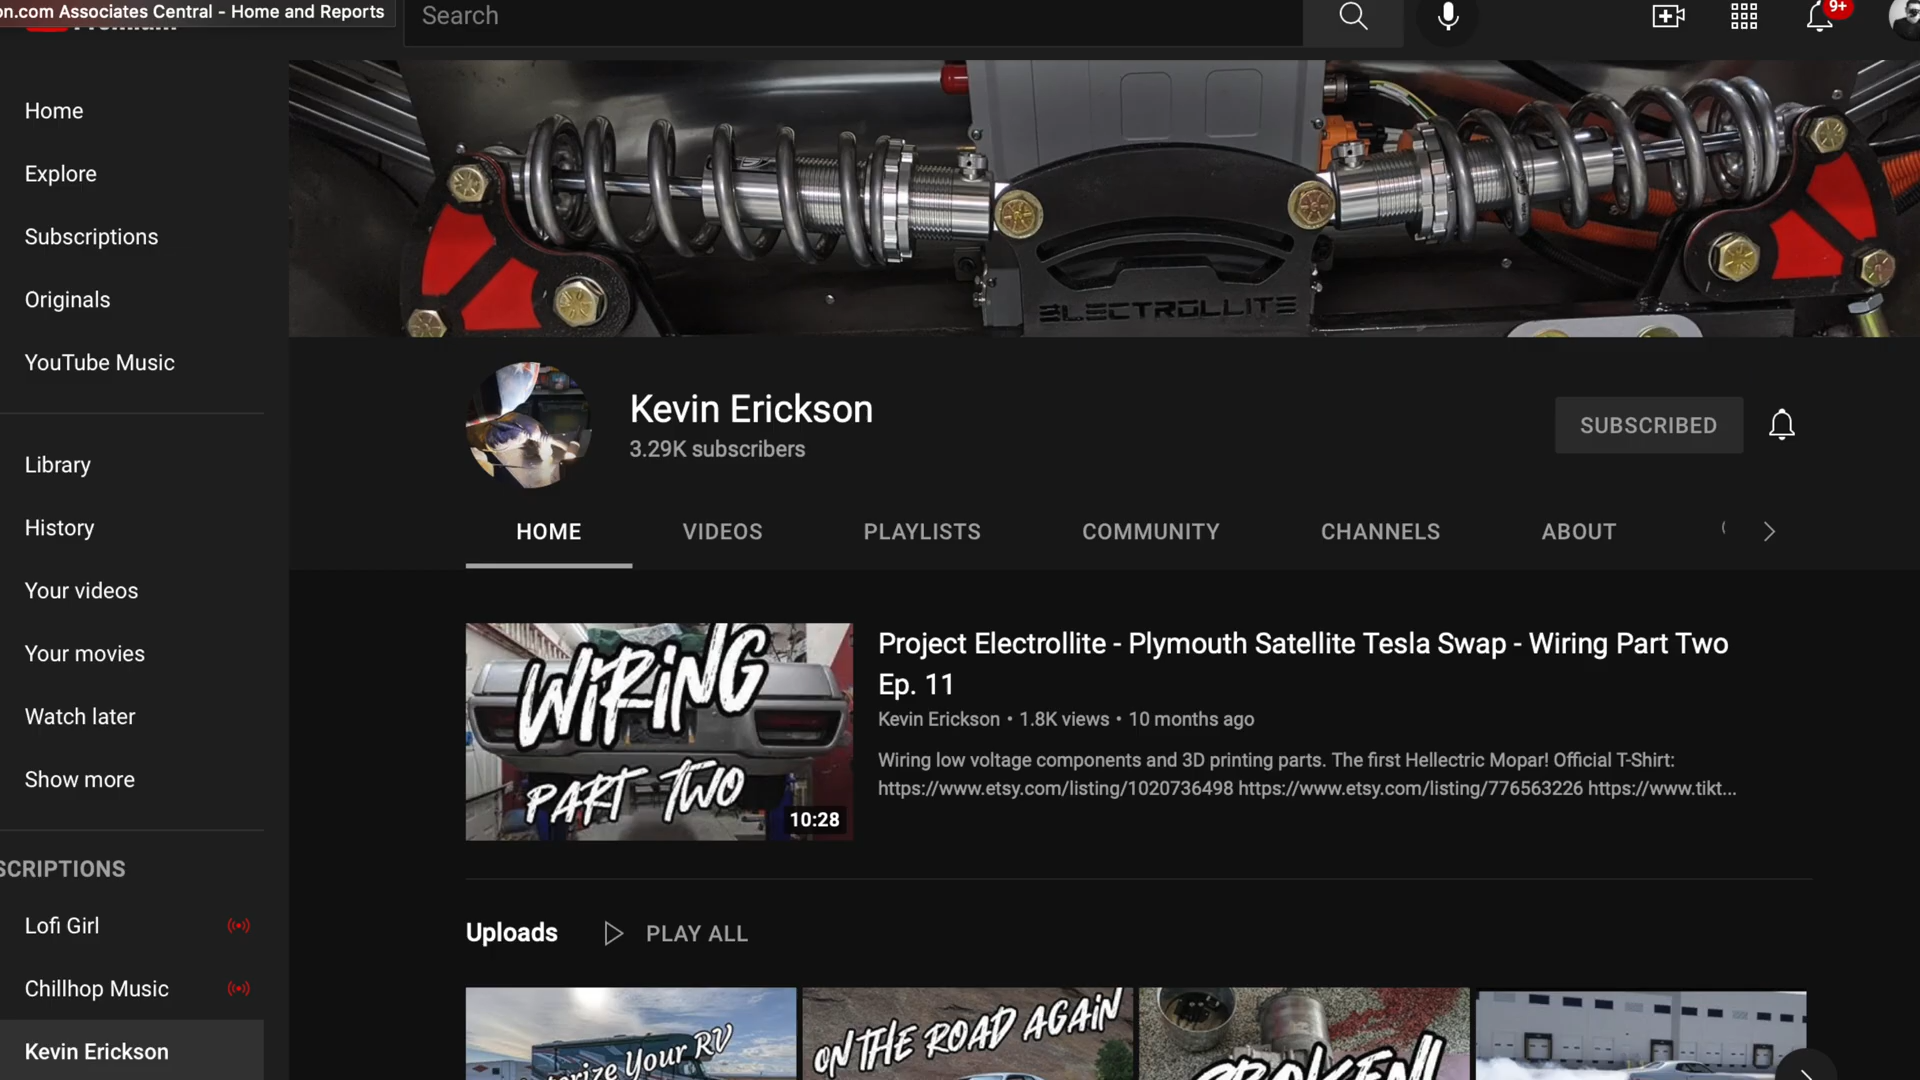 on.com Associates Central - Home and Reports
Premium
Search
9+
Home
Explore
Subscriptions
Originals
YouTube Music
Library
History
Your videos
Your movies
Watch later
Show more
SCRIPTIONS
Lofi Girl
Chillhop Music
Kevin Erickson
ELECTROLLITE
Kevin Erickson
3.29K subscribers
SUBSCRIBED
HOME VIDEOS PLAYLISTS COMMUNITY CHANNELS ABOUT
WIRING
PART TWO
10:28
Project Electrollite - Plymouth Satellite Tesla Swap - Wiring Part Two
Ep. 11
Kevin Erickson • 1.8K views • 10 months ago
Wiring low voltage components and 3D printing parts. The first Hellectric Mopar! Official T-Shirt:
https://www.etsy.com/listing/1020736498 https://www.etsy.com/listing/776563226 https://www.tikt...
Uploads PLAY ALL
Your RV
ON THE ROAD AGAIN
BROKEN!